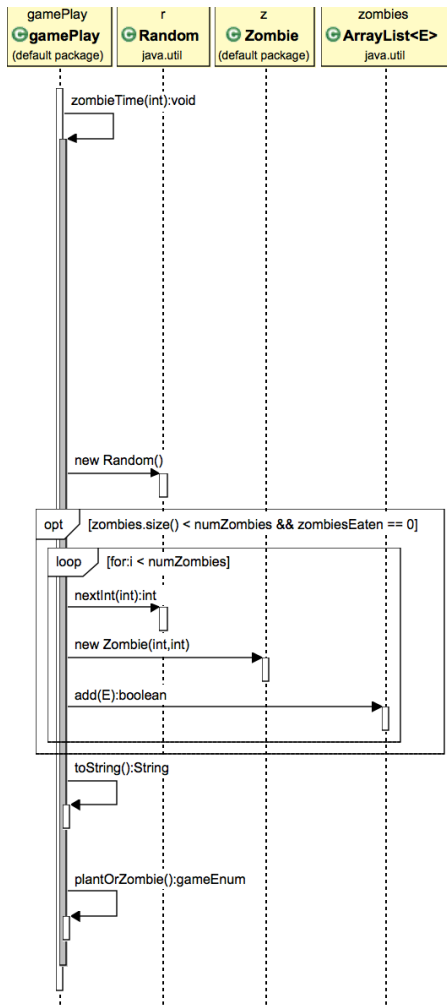 gamePlay r z zombies
C gamePlay C Random C Zombie C ArrayList<E>
(default package) java.util (default package) java.util
zombieTime(int):void
new Random()
opt [zombies.size() < numZombies && zombiesEaten == 0]
loop [for:i < numZombies]
nextInt(int):int
new Zombie(int,int)
add(E):boolean
toString():String
plantOrZombie():gameEnum